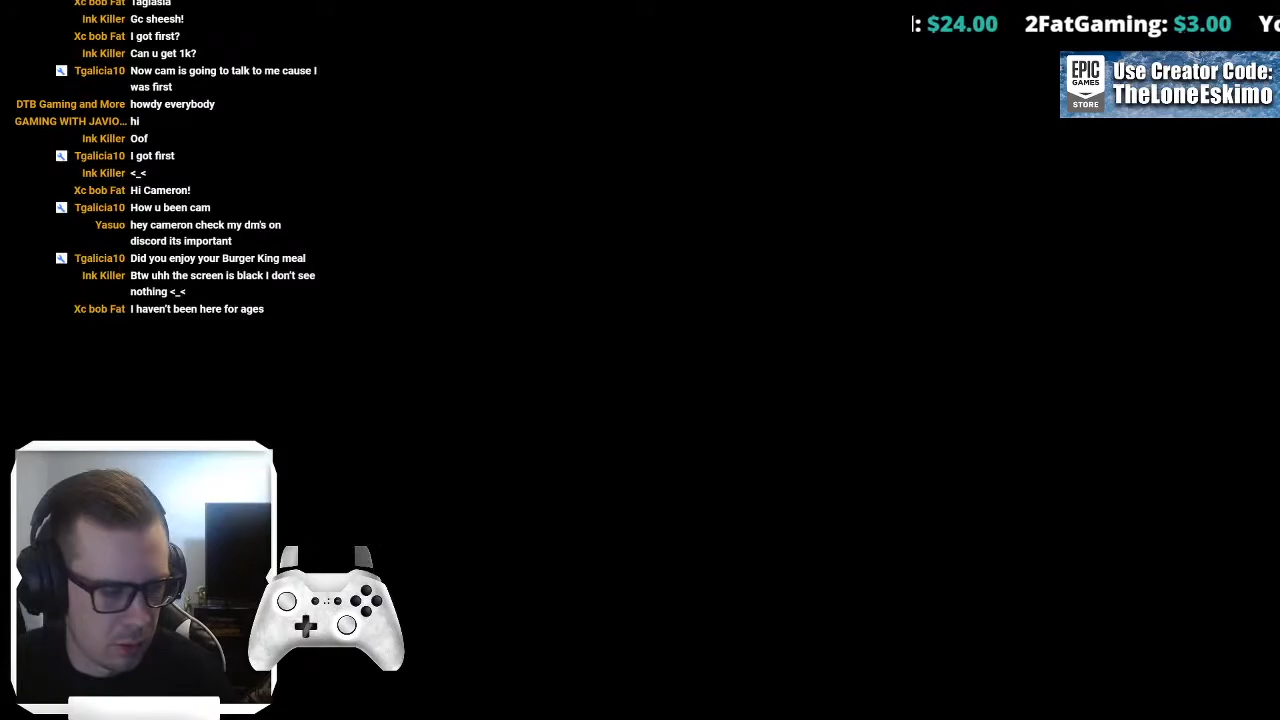 Xc bob Fat Taglasia
Ink Killer Gc sheesh!
Xc bob Fat I got first?
Ink Killer Can u get 1k?
Tgalicia10 Now cam is going to talk to me cause I
was first
DTB Gaming and More howdy everybody
GAMING WITH JAVIO... hi
Ink Killer Oof
Tgalicia10 I got first
Ink Killer <_<
Xc bob Fat Hi Cameron!
Tgalicia10 How u been cam
Yasuo hey cameron check my dm's on
discord its important
Tgalicia10 Did you enjoy your Burger King meal
Ink Killer Btw uhh the screen is black I don't see
nothing <_<
Xc bob Fat I haven't been here for ages
: $24.00 2FatGaming: $3.00 Yo
EPIC
GAMES
STORE
Use Creator Code:
TheLoneEskimo